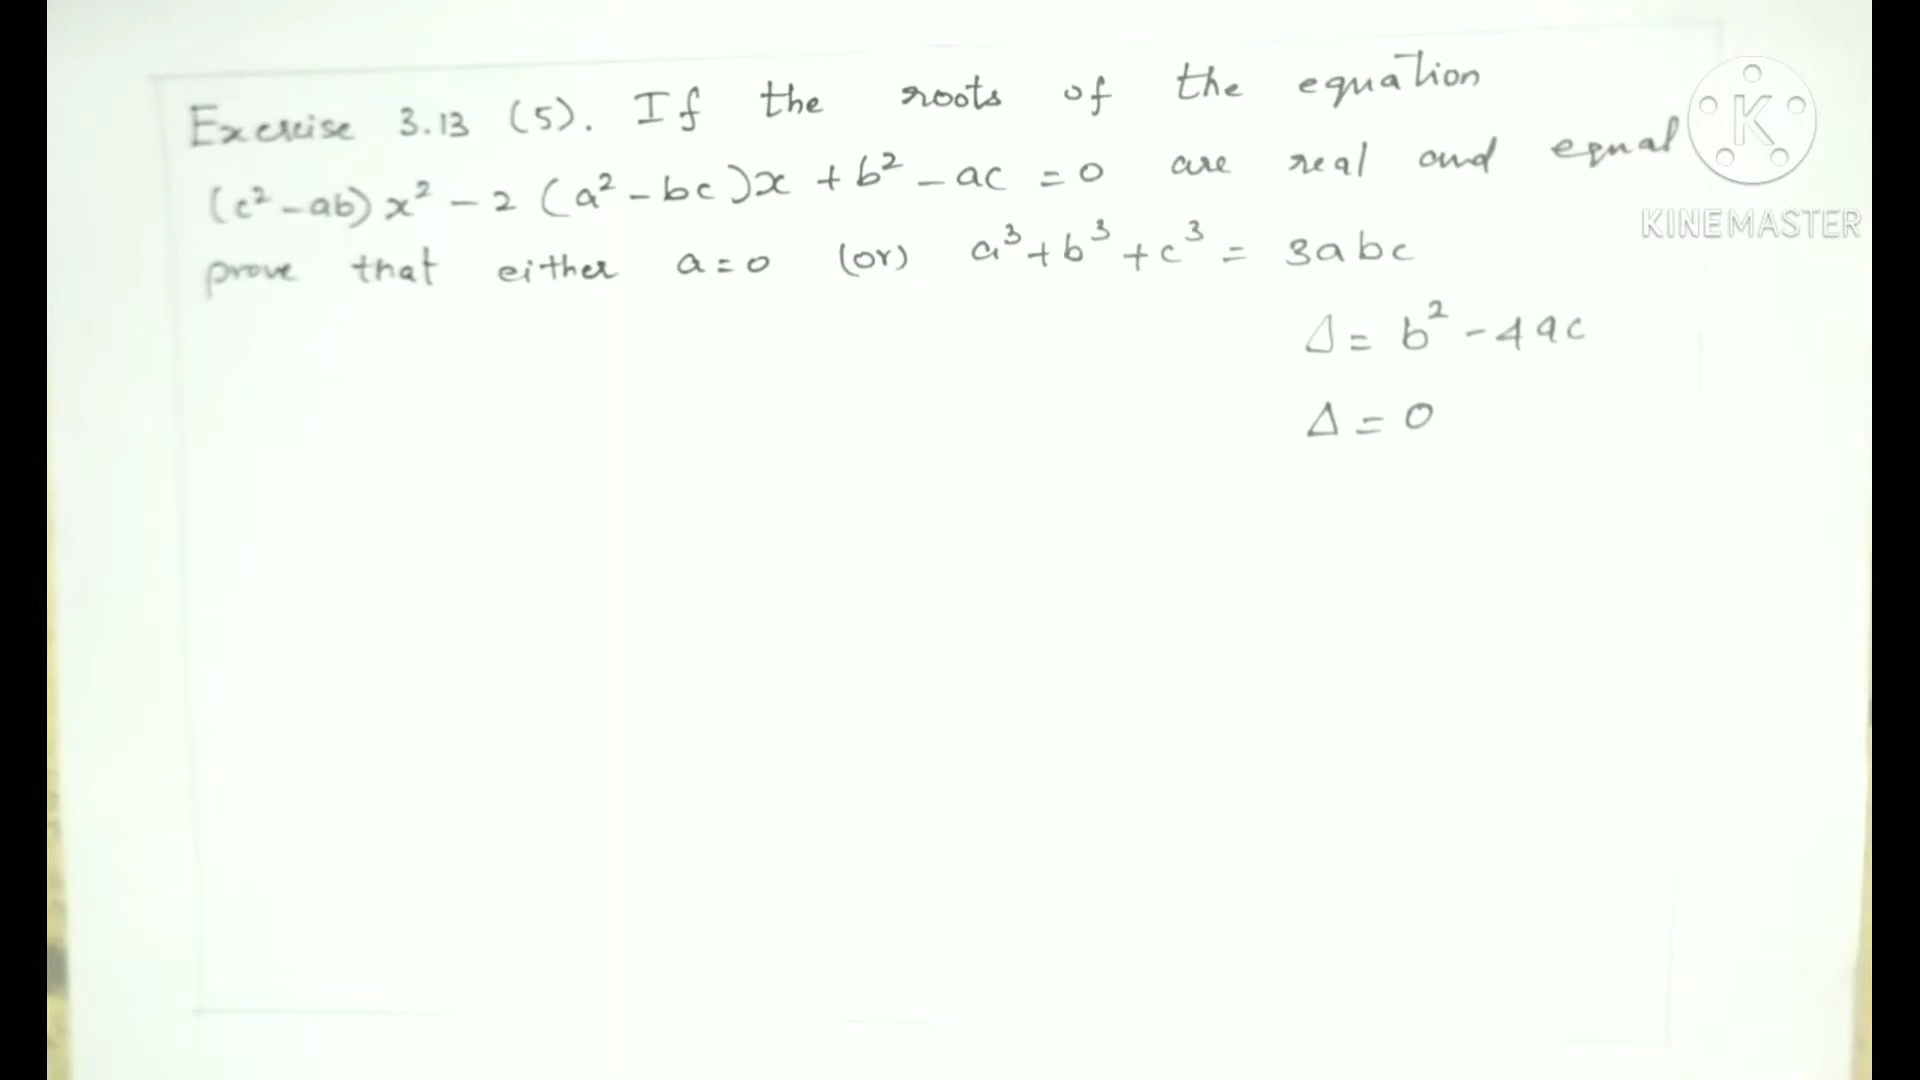 Exercise 3.13 (5). If the roots of the equation
(c² - ab) x² - 2 (a² - bc)x + b² - ac = 0 are real and equal
prove that either a = 0 (or) a³ + b³ + c³ = 3abc
Δ = b² - 4ac
Δ = 0
K
KINEMASTER